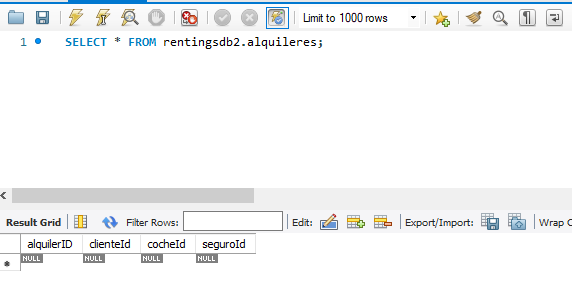 Limit to 1000 rows
1 SELECT * FROM rentingsdb2.alquileres;
Result Grid Filter Rows: Edit: Export/Import: Wrap C
alquilerID clienteId cocheId seguroId
* NULL NULL NULL NULL